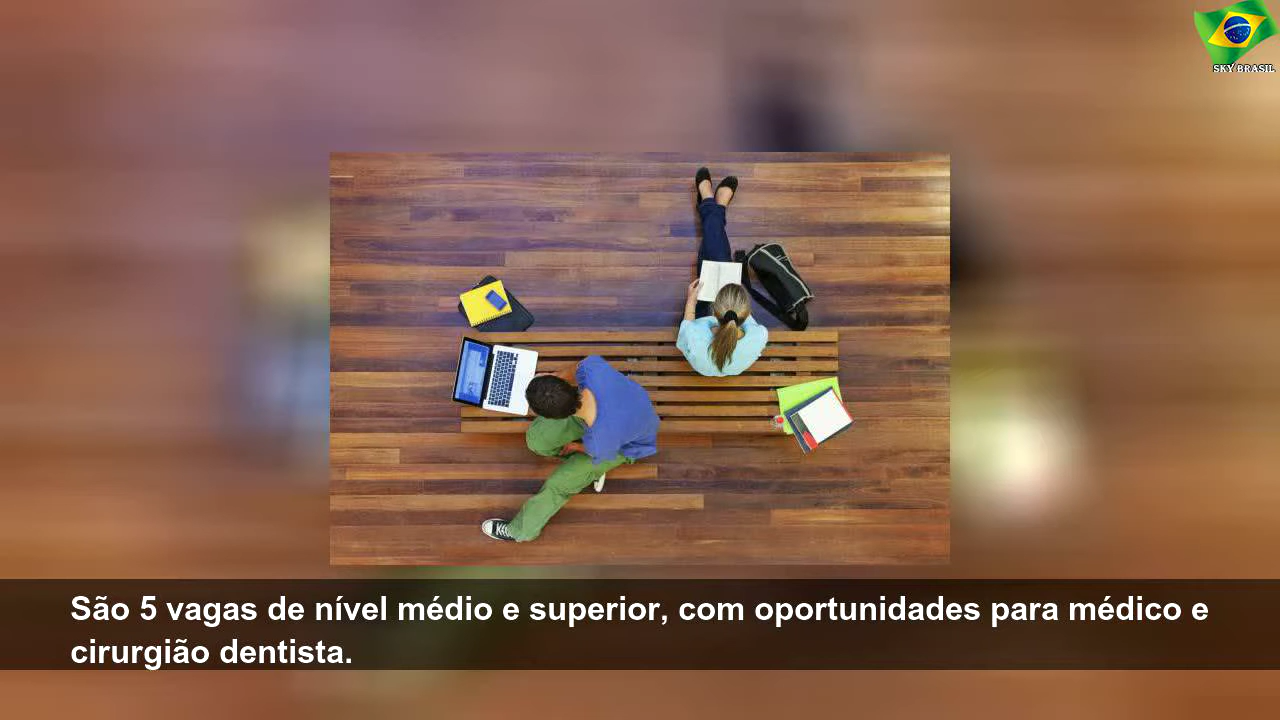 SKY BRASIL
São 5 vagas de nível médio e superior, com oportunidades para médico e
cirurgião dentista.